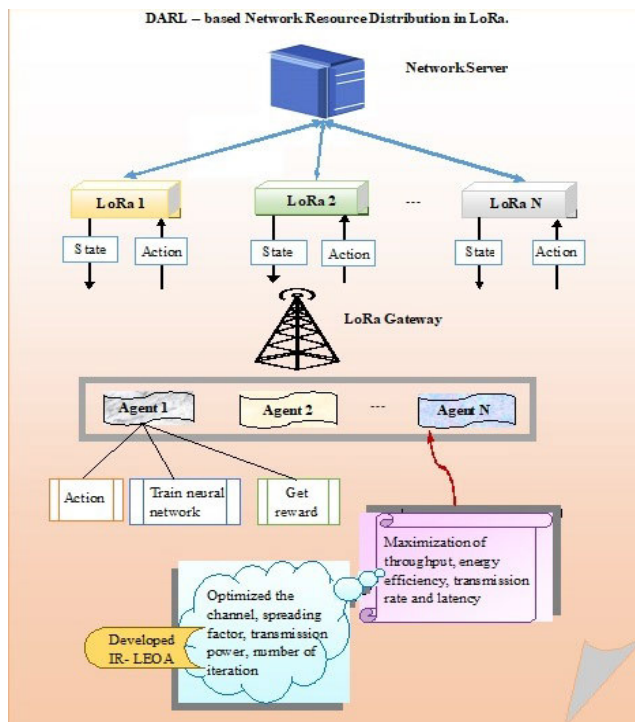 DARL – based Network Resource Distribution in LoRa.
Network Server
LoRa 1
LoRa 2
---
LoRa N
State
Action
State
Action
State
Action
LoRa Gateway
Agent 1
Agent 2
---
Agent N
Action
Train neural
network
Get
reward
Maximization of
throughput, energy
efficiency, transmission
rate and latency
Optimized the
channel, spreading
factor, transmission
power, number of
iteration
Developed
IR- LEOA